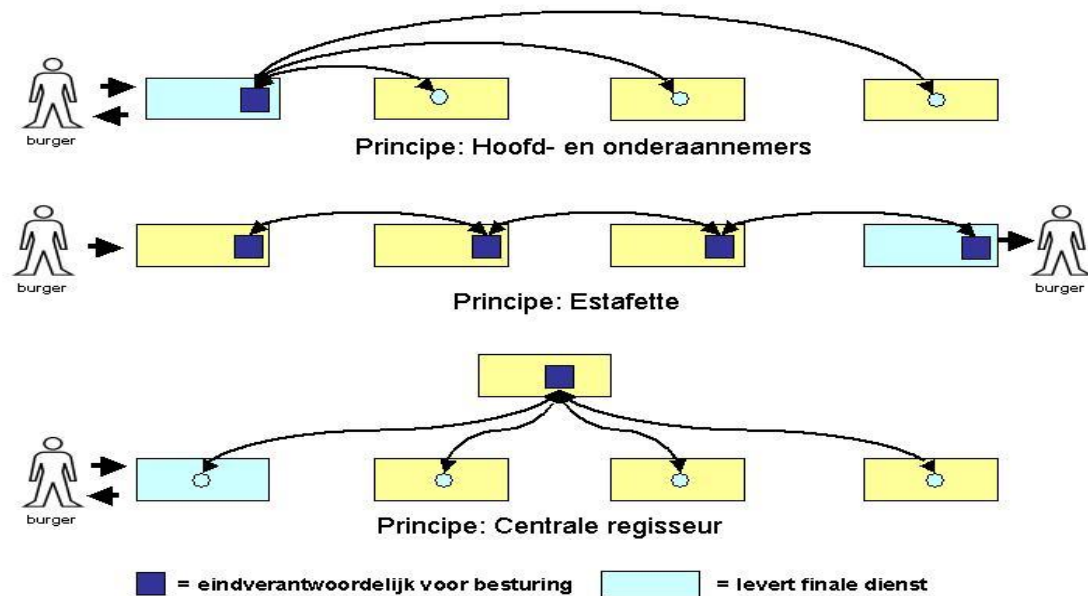 burger
Principe: Hoofd- en onderaannemers
burger
burger
Principe: Estafette
burger
Principe: Centrale regisseur
= eindverantwoordelijk voor besturing
= levert finale dienst